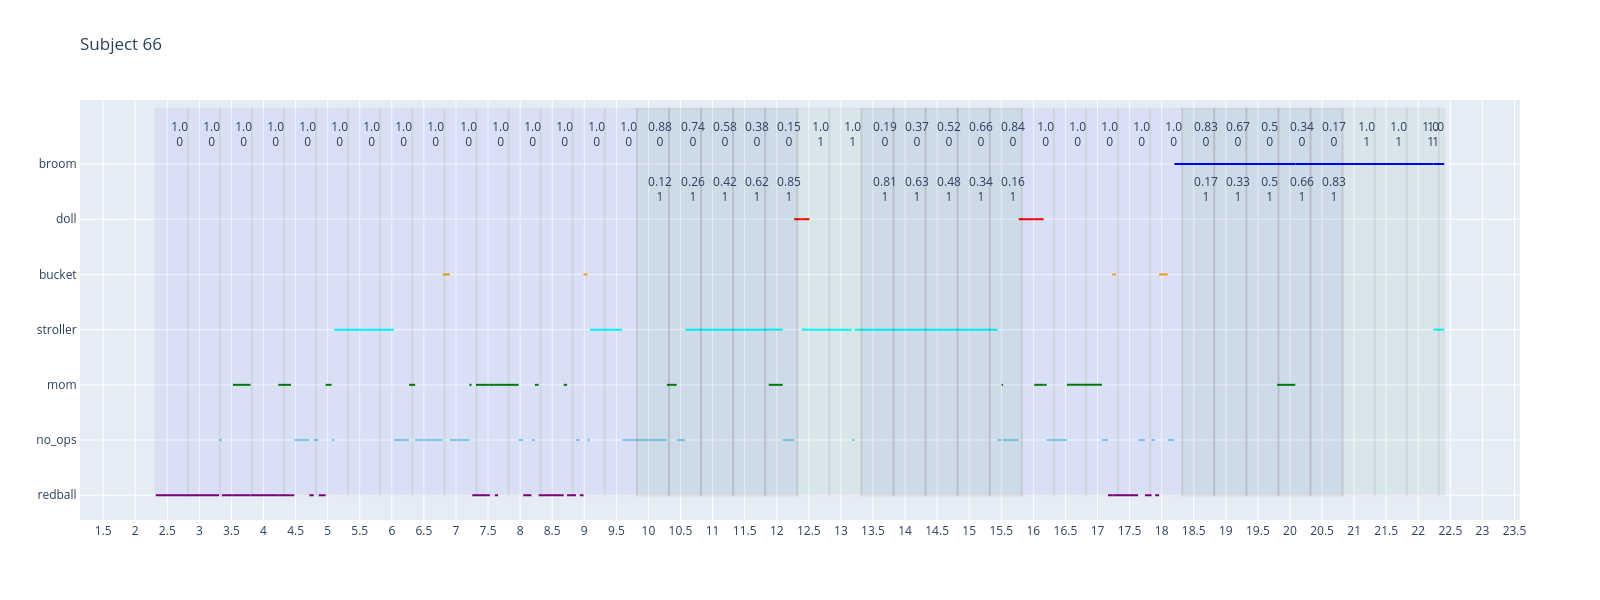 Subject 66
1.0 1.0 1.0 1.0 1.0 1.0 1.0 1.0 1.0 1.0 1.0 1.0 1.0 1.0 1.0 0.88 0.74 0.58 0.38 0.15 1.0 1.0 0.19 0.37 0.52 0.66 0.84 1.0 1.0 1.0 1.0 1.0 0.83 0.67 0.5 0.34 0.17 1.0 1.0
0 0 0 0 0 0 0 0 0 0 0 0 0 0 0 0 0 0 0 0 1 1 0 0 0 0 0 0 0 0 0 0 0 0 0 0 0 1 1 1 1
broom
0.12 0.26 0.42 0.62 0.85 0.81 0.63 0.48 0.34 0.16 0.17 0.33 0.5 0.66 0.83
1 1 1 1 1 1 1 1 1 1 1 1 1 1 1
doll
bucket
stroller
mom
no_ops
redball
1.5 2 2.5 3 3.5 4 4.5 5 5.5 6 6.5 7 7.5 8 8.5 9 9.5 10 10.5 11 11.5 12 12.5 13 13.5 14 14.5 15 15.5 16 16.5 17 17.5 18 18.5 19 19.5 20 20.5 21 21.5 22 22.5 23 23.5